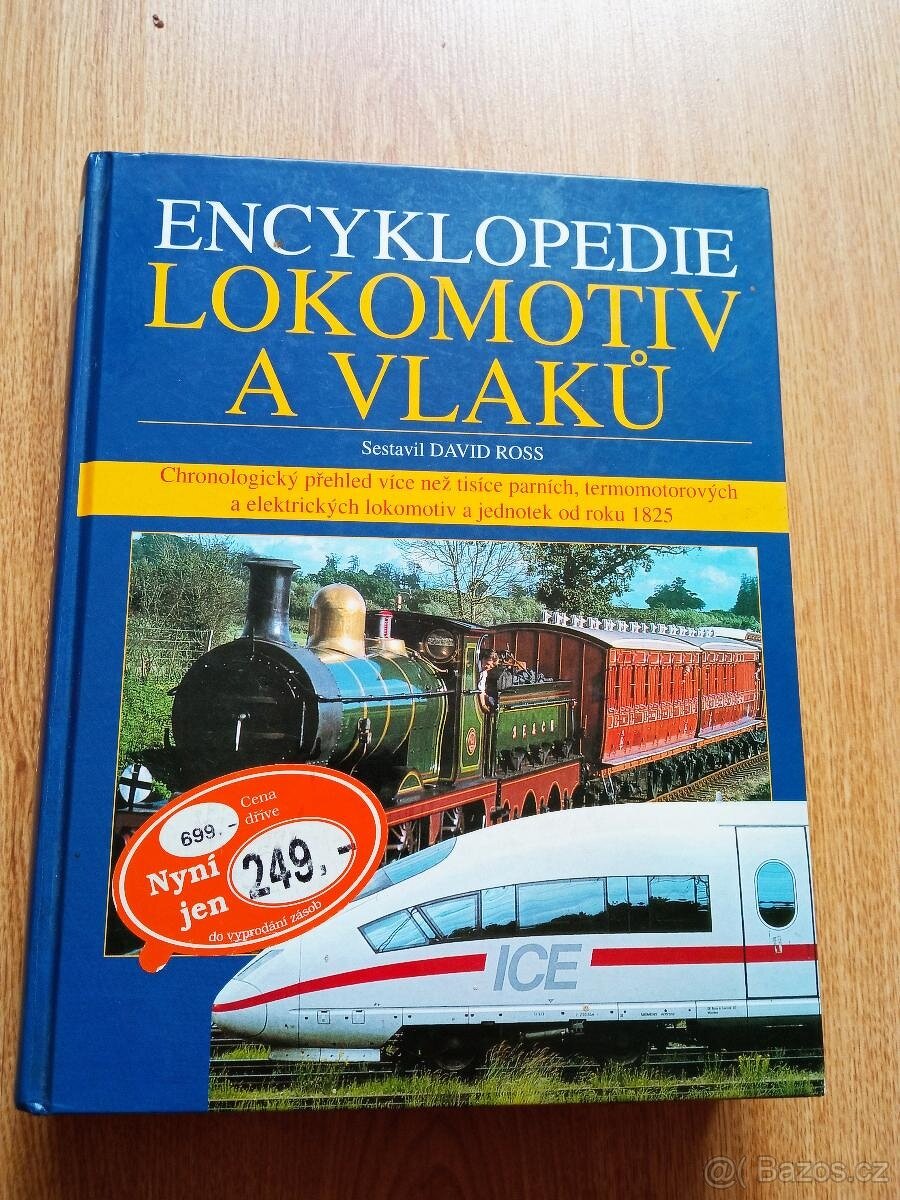 ENCYKLOPEDIE
LOKOMOTIV
A VLAKŮ
Sestavil DAVID ROSS
Chronologický přehled více než tisíce parních, termomotorových
a elektrických lokomotiv a jednotek od roku 1825
Cena
dříve
699,-
Nyní
jen
249,-
do vyprodání zásob
ICE
@( Bazos.cz